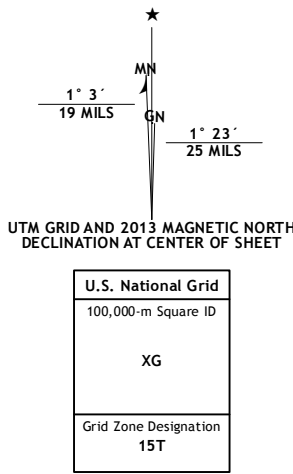 ★
MN
1° 3´
19 MILS
GN
1° 23´
25 MILS
UTM GRID AND 2013 MAGNETIC NORTH
DECLINATION AT CENTER OF SHEET
U.S. National Grid
100,000-m Square ID
XG
Grid Zone Designation
15T